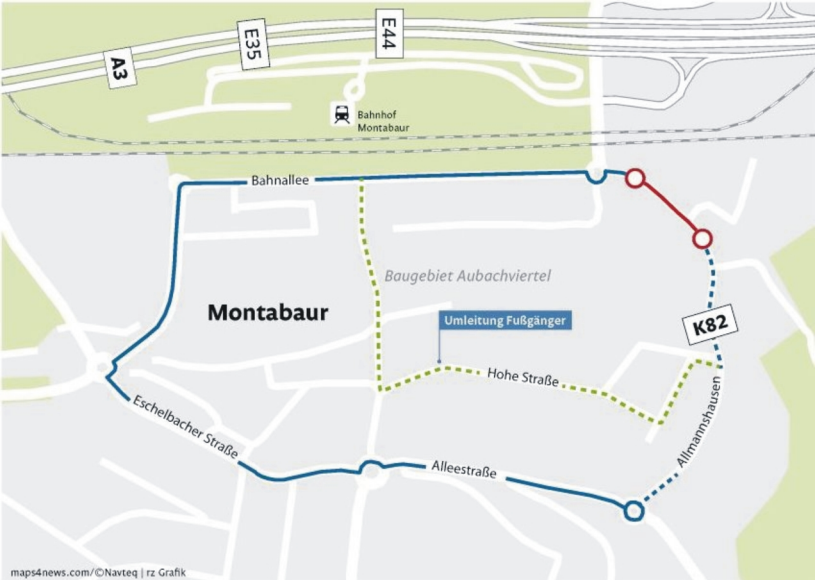 E44
E35
A3
Bahnhof
Montabaur
Bahnallee
Baugebiet Aubachviertel
Montabaur
Umleitung Fußgänger
K82
Hohe Straße
Allmannshausen
Eschelbacher Straße
Alleestraße
maps4news.com/©Navteq | rz Grafik